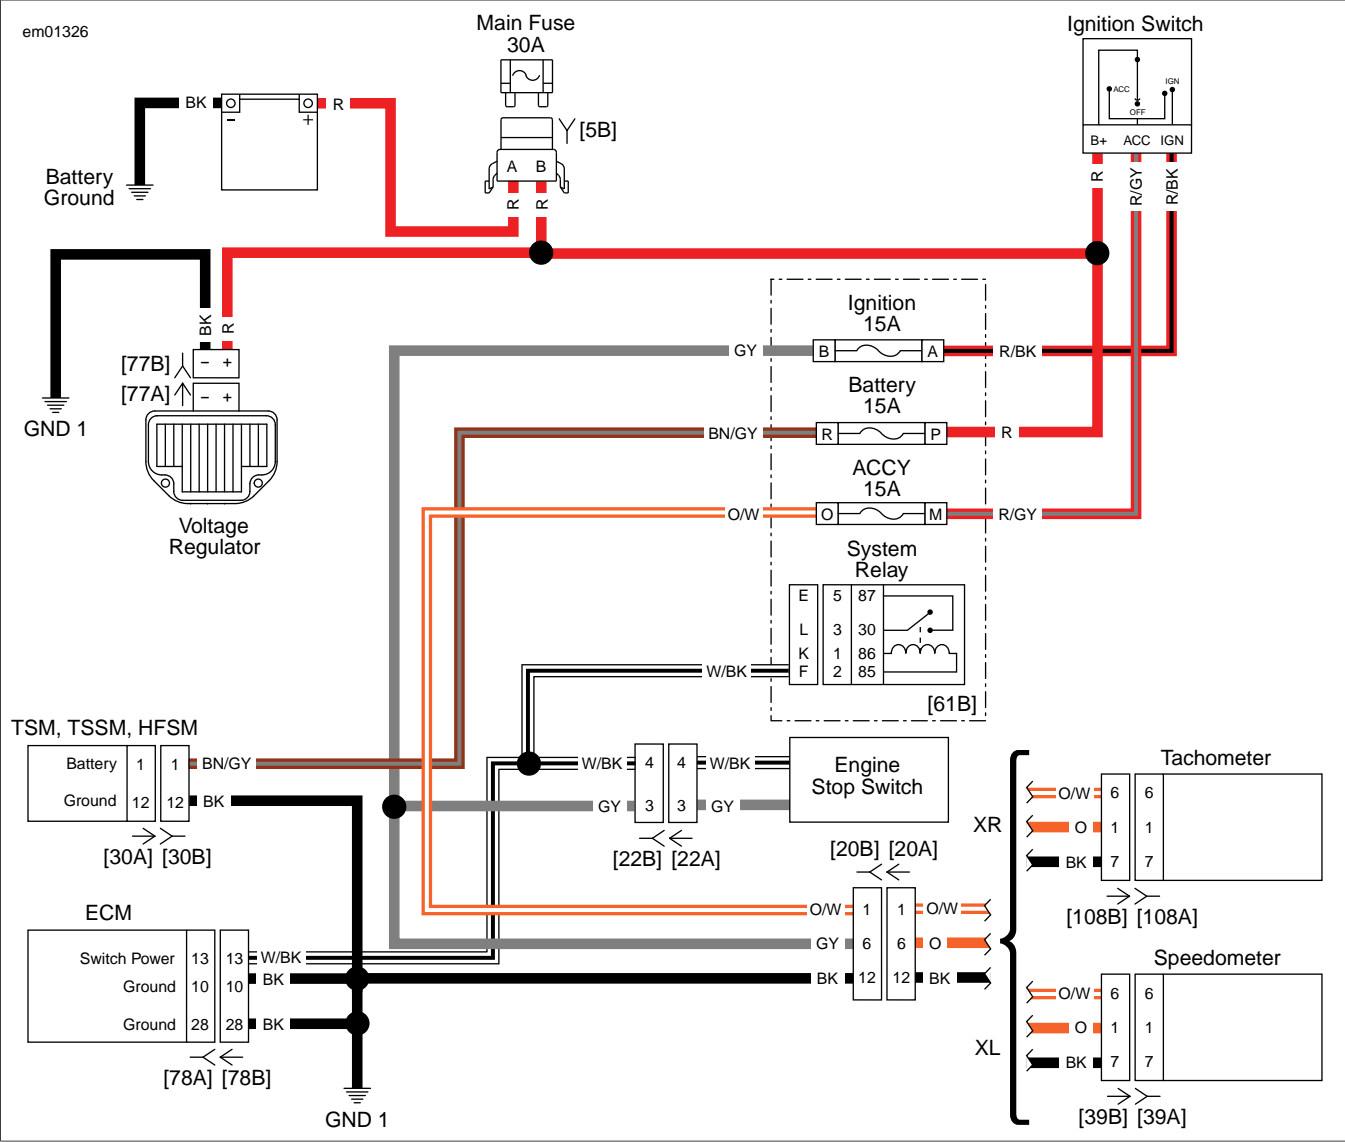 em01326
Main Fuse
30A
Ignition Switch
ACC
IGN
OFF
B+ ACC IGN
BK
R
-
+
[5B]
A B
R
R
R
R/GY
R/BK
Battery
Ground
BK
R
[77B]
- +
[77A]
- +
GND 1
Voltage
Regulator
Ignition
15A
GY
B
A
R/BK
Battery
15A
BN/GY
R
P
R
ACCY
15A
O/W
O
M
R/GY
System
Relay
E 5 87
L 3 30
K 1 86
F 2 85
W/BK
[61B]
TSM, TSSM, HFSM
Battery 1 1 BN/GY
Ground 12 12 BK
[30A] [30B]
W/BK 4 4 W/BK
GY 3 3 GY
[22B] [22A]
Engine
Stop Switch
[20B] [20A]
O/W 1 1 O/W
GY 6 6 O
BK 12 12 BK
ECM
Switch Power 13 13 W/BK
Ground 10 10 BK
Ground 28 28 BK
[78A] [78B]
GND 1
XR
Tachometer
O/W 6 6
O 1 1
BK 7 7
[108B] [108A]
XL
Speedometer
O/W 6 6
O 1 1
BK 7 7
[39B] [39A]